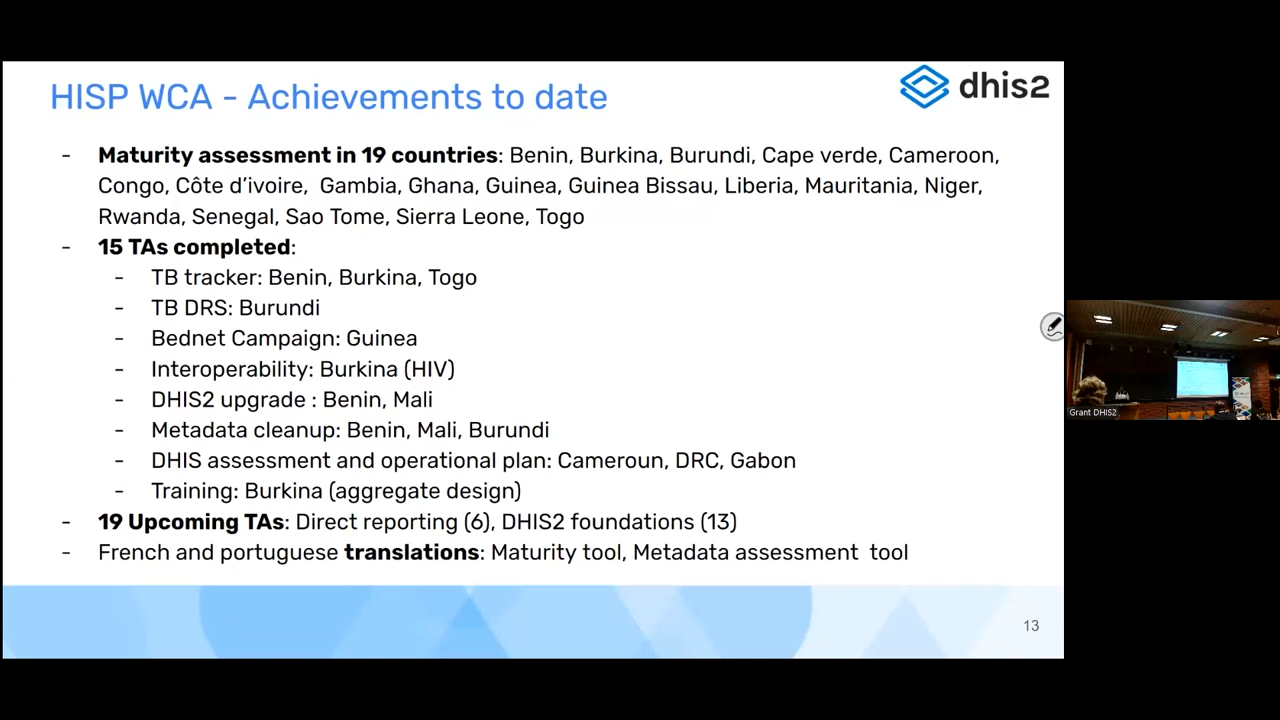 HISP WCA - Achievements to date
dhis2
- Maturity assessment in 19 countries: Benin, Burkina, Burundi, Cape verde, Cameroon,
Congo, Côte d'ivoire, Gambia, Ghana, Guinea, Guinea Bissau, Liberia, Mauritania, Niger,
Rwanda, Senegal, Sao Tome, Sierra Leone, Togo
- 15 TAs completed:
- TB tracker: Benin, Burkina, Togo
- TB DRS: Burundi
- Bednet Campaign: Guinea
- Interoperability: Burkina (HIV)
- DHIS2 upgrade : Benin, Mali
- Metadata cleanup: Benin, Mali, Burundi
- DHIS assessment and operational plan: Cameroun, DRC, Gabon
- Training: Burkina (aggregate design)
- 19 Upcoming TAs: Direct reporting (6), DHIS2 foundations (13)
- French and portuguese translations: Maturity tool, Metadata assessment tool
13
Grant DHIS2